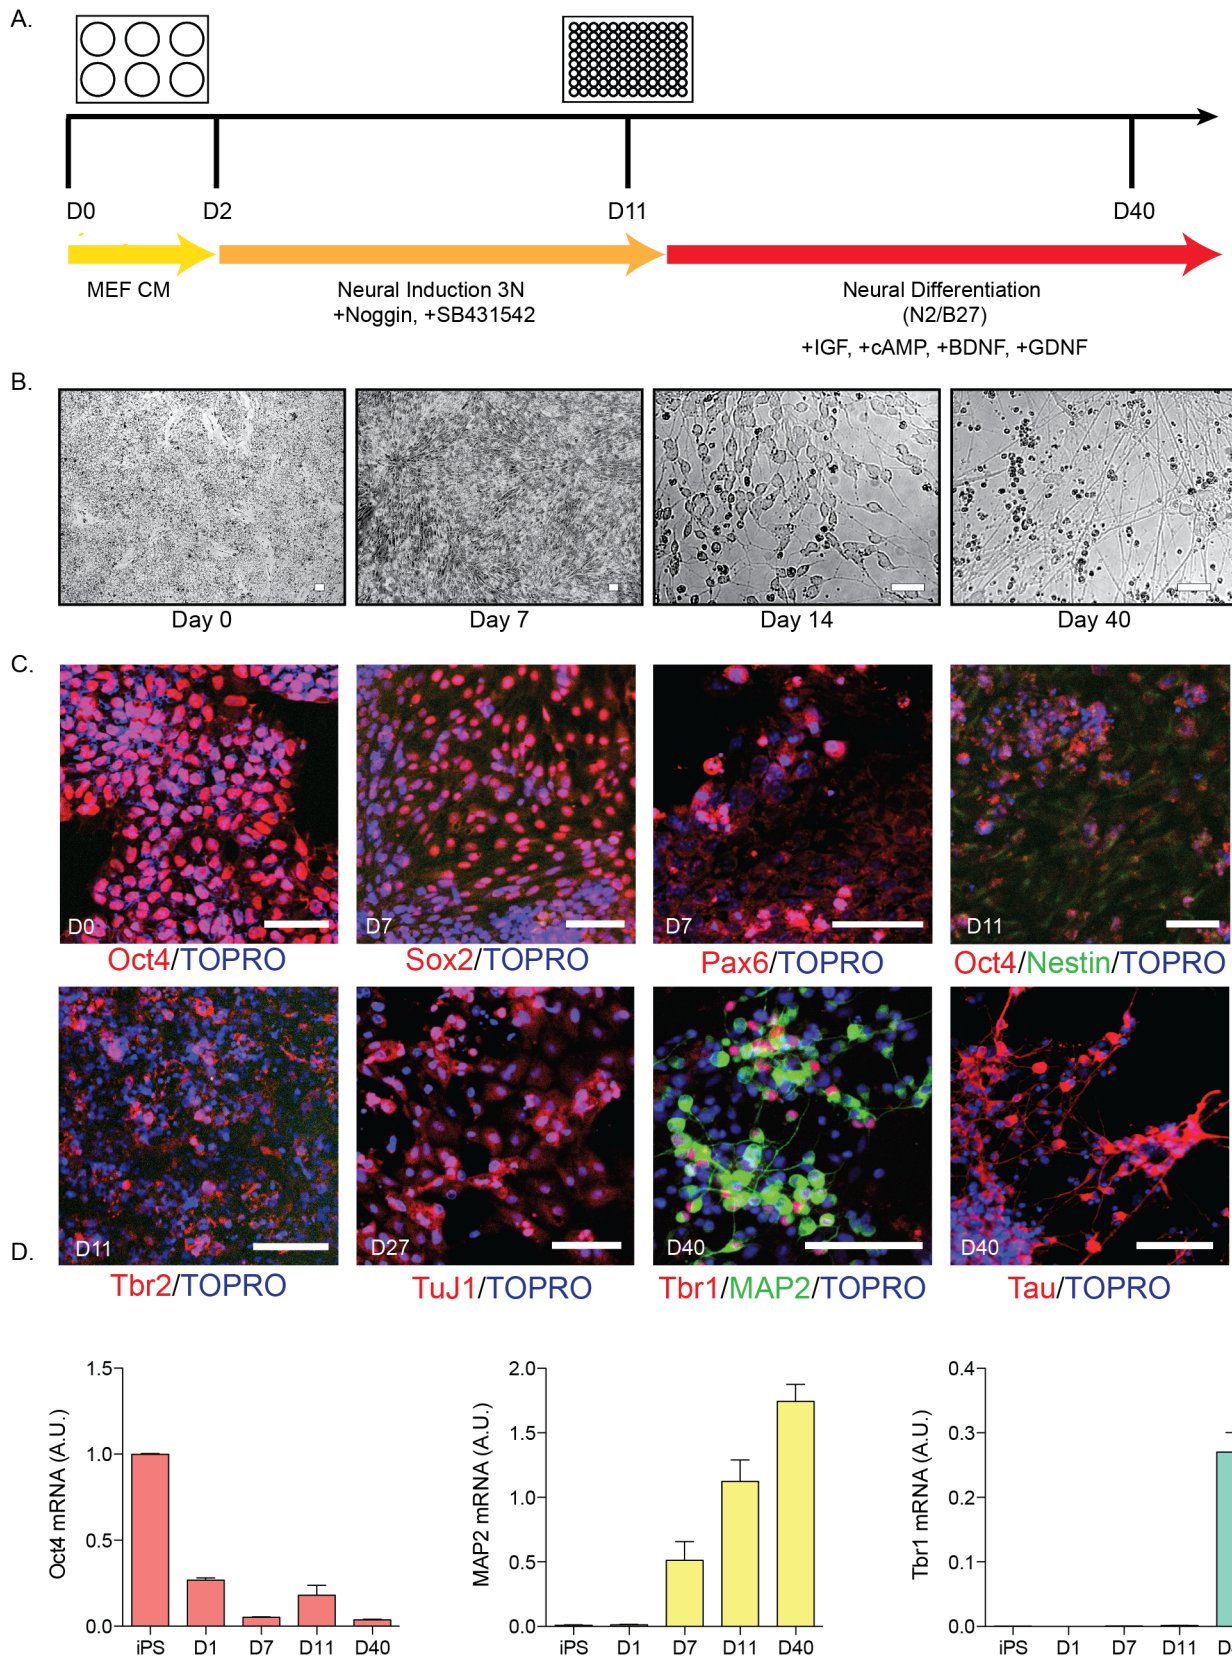 A.
D0 D2 D11 D40
MEF CM
Neural Induction 3N
+Noggin, +SB431542
Neural Differentiation
(N2/B27)
+IGF, +cAMP, +BDNF, +GDNF
B.
Day 0 Day 7 Day 14 Day 40
C.
D0 D7 D7 D11
Oct4/TOPRO Sox2/TOPRO Pax6/TOPRO Oct4/Nestin/TOPRO
D11 D27 D40 D40
D.
Tbr2/TOPRO TuJ1/TOPRO Tbr1/MAP2/TOPRO Tau/TOPRO
Oct4 mRNA (A.U.)
1.5
1.0
0.5
0.0
iPS D1 D7 D11 D40
MAP2 mRNA (A.U.)
2.0
1.5
1.0
0.5
0.0
iPS D1 D7 D11 D40
Tbr1 mRNA (A.U.)
0.4
0.3
0.2
0.1
0.0
iPS D1 D7 D11